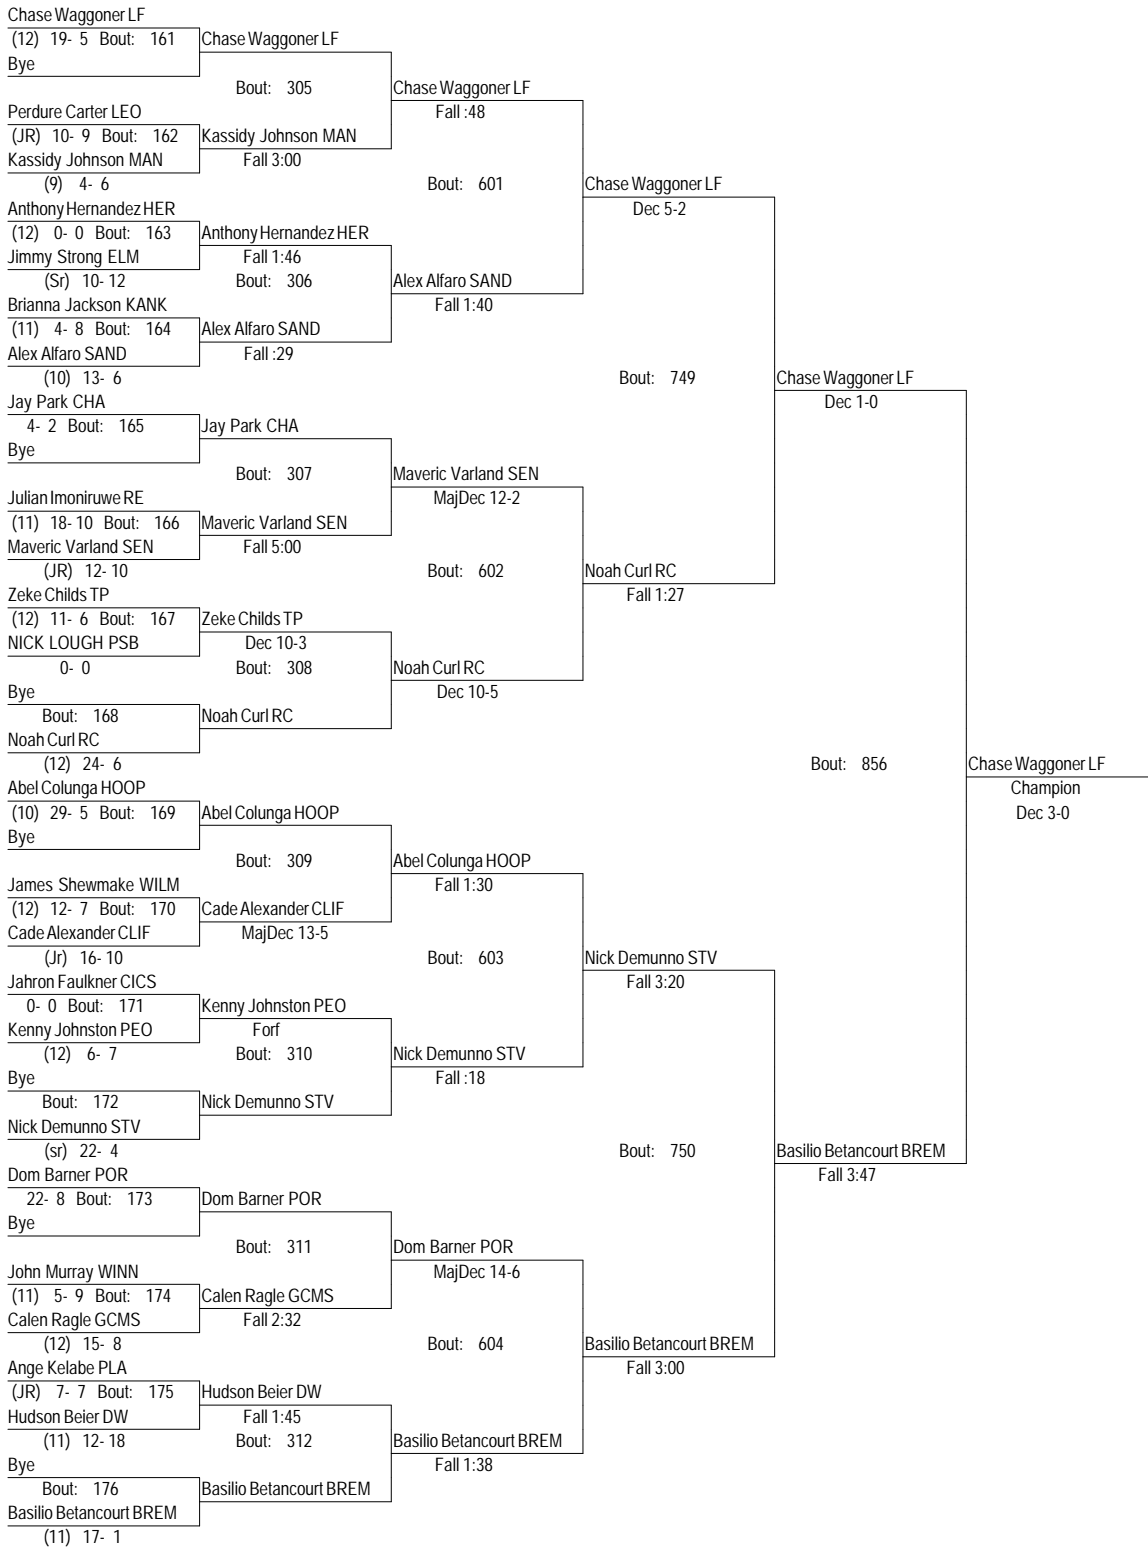 Chase Waggoner LF
(12) 19- 5 Bout: 161 Chase Waggoner LF
Bye
Bout: 305 Chase Waggoner LF
Perdure Carter LEO Fall :48
(JR) 10- 9 Bout: 162 Kassidy Johnson MAN
Kassidy Johnson MAN Fall 3:00
(9) 4- 6 Bout: 601 Chase Waggoner LF
Anthony Hernandez HER Dec 5-2
(12) 0- 0 Bout: 163 Anthony Hernandez HER
Jimmy Strong ELM Fall 1:46
(Sr) 10- 12 Bout: 306 Alex Alfaro SAND
Brianna Jackson KANK Fall 1:40
(11) 4- 8 Bout: 164 Alex Alfaro SAND
Alex Alfaro SAND Fall :29
(10) 13- 6 Bout: 749 Chase Waggoner LF
Jay Park CHA Dec 1-0
4- 2 Bout: 165 Jay Park CHA
Bye
Bout: 307 Maveric Varland SEN
Julian Imoniruwe RE MajDec 12-2
(11) 18- 10 Bout: 166 Maveric Varland SEN
Maveric Varland SEN Fall 5:00
(JR) 12- 10 Bout: 602 Noah Curl RC
Zeke Childs TP Fall 1:27
(12) 11- 6 Bout: 167 Zeke Childs TP
NICK LOUGH PSB Dec 10-3
0- 0 Bout: 308 Noah Curl RC
Bye Dec 10-5
Bout: 168 Noah Curl RC
Noah Curl RC
(12) 24- 6 Bout: 856 Chase Waggoner LF
Abel Colunga HOOP Champion
(10) 29- 5 Bout: 169 Abel Colunga HOOP Dec 3-0
Bye
Bout: 309 Abel Colunga HOOP
James Shewmake WILM Fall 1:30
(12) 12- 7 Bout: 170 Cade Alexander CLIF
Cade Alexander CLIF MajDec 13-5
(Jr) 16- 10 Bout: 603 Nick Demunno STV
Jahron Faulkner CICS Fall 3:20
0- 0 Bout: 171 Kenny Johnston PEO
Kenny Johnston PEO Forf
(12) 6- 7 Bout: 310 Nick Demunno STV
Bye Fall :18
Bout: 172 Nick Demunno STV
Nick Demunno STV
(sr) 22- 4 Bout: 750 Basilio Betancourt BREM
Dom Barner POR Fall 3:47
22- 8 Bout: 173 Dom Barner POR
Bye
Bout: 311 Dom Barner POR
John Murray WINN MajDec 14-6
(11) 5- 9 Bout: 174 Calen Ragle GCMS
Calen Ragle GCMS Fall 2:32
(12) 15- 8 Bout: 604 Basilio Betancourt BREM
Ange Kelabe PLA Fall 3:00
(JR) 7- 7 Bout: 175 Hudson Beier DW
Hudson Beier DW Fall 1:45
(11) 12- 18 Bout: 312 Basilio Betancourt BREM
Bye Fall 1:38
Bout: 176 Basilio Betancourt BREM
Basilio Betancourt BREM
(11) 17- 1